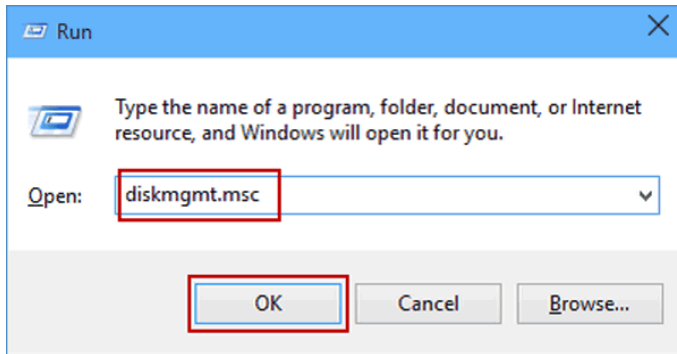 Run
Type the name of a program, folder, document, or Internet
resource, and Windows will open it for you.
Open: diskmgmt.msc
OK Cancel Browse...